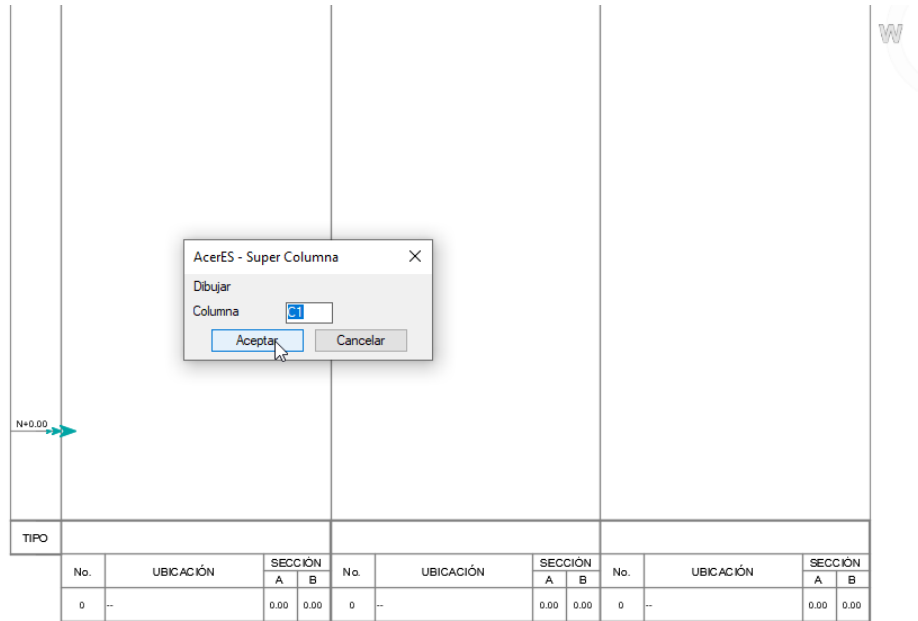 W
AcerES - Super Columna
Dibujar
Columna C1
Aceptar Cancelar
N+0.00
TIPO
No. UBICACIÓN SECCIÓN No. UBICACIÓN SECCIÓN No. UBICACIÓN SECCIÓN
A B A B A B
0 -- 0.00 0.00 0 -- 0.00 0.00 0 -- 0.00 0.00